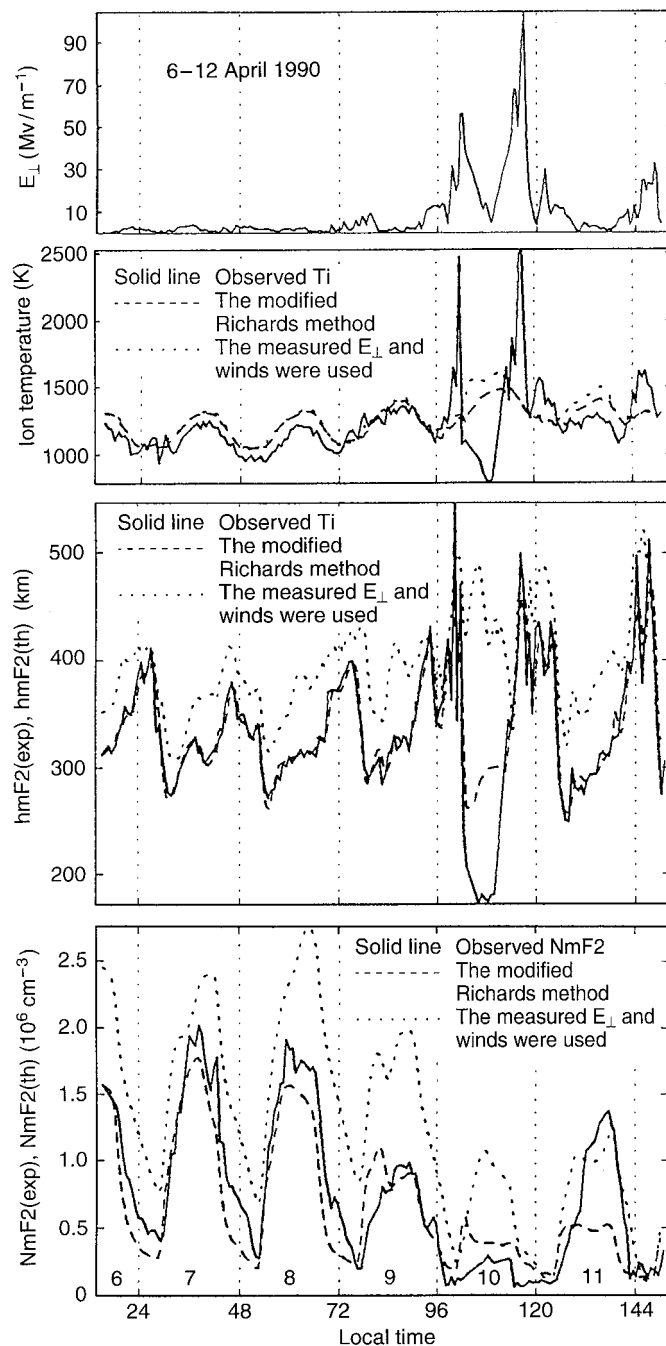 E⊥ (Mv/m⁻¹)
90
70
50
30
10
6–12 April 1990
Ion temperature (K)
2500
2000
1500
1000
Solid line Observed Ti
The modified
Richards method
The measured E⊥ and
winds were used
hmF2(exp), hmF2(th) (km)
500
400
300
200
Solid line Observed Ti
The modified
Richards method
The measured E⊥ and
winds were used
NmF2(exp), NmF2(th) (10⁶ cm⁻³)
2.5
2.0
1.5
1.0
0.5
0
Solid line Observed NmF2
The modified
Richards method
The measured E⊥ and
winds were used
6 7 8 9 10 11
24 48 72 96 120 144
Local time